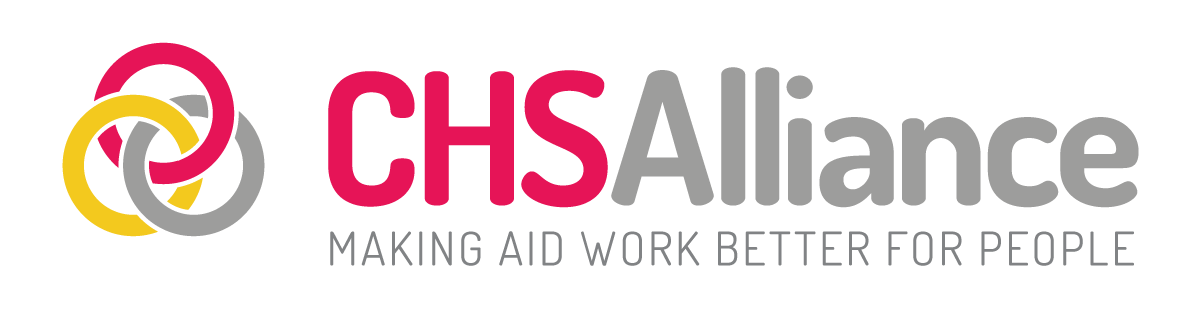 CHSAlliance
MAKING AID WORK BETTER FOR PEOPLE